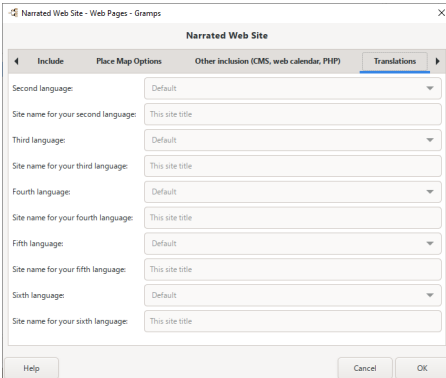 Narrated Web Site - Web Pages - Gramps
Narrated Web Site
Include Place Map Options Other inclusion (CMS, web calendar, PHP) Translations
Second language: Default
Site name for your second language: This site title
Third language: Default
Site name for your third language: This site title
Fourth language: Default
Site name for your fourth language: This site title
Fifth language: Default
Site name for your fifth language: This site title
Sixth language: Default
Site name for your sixth language: This site title
Help Cancel OK